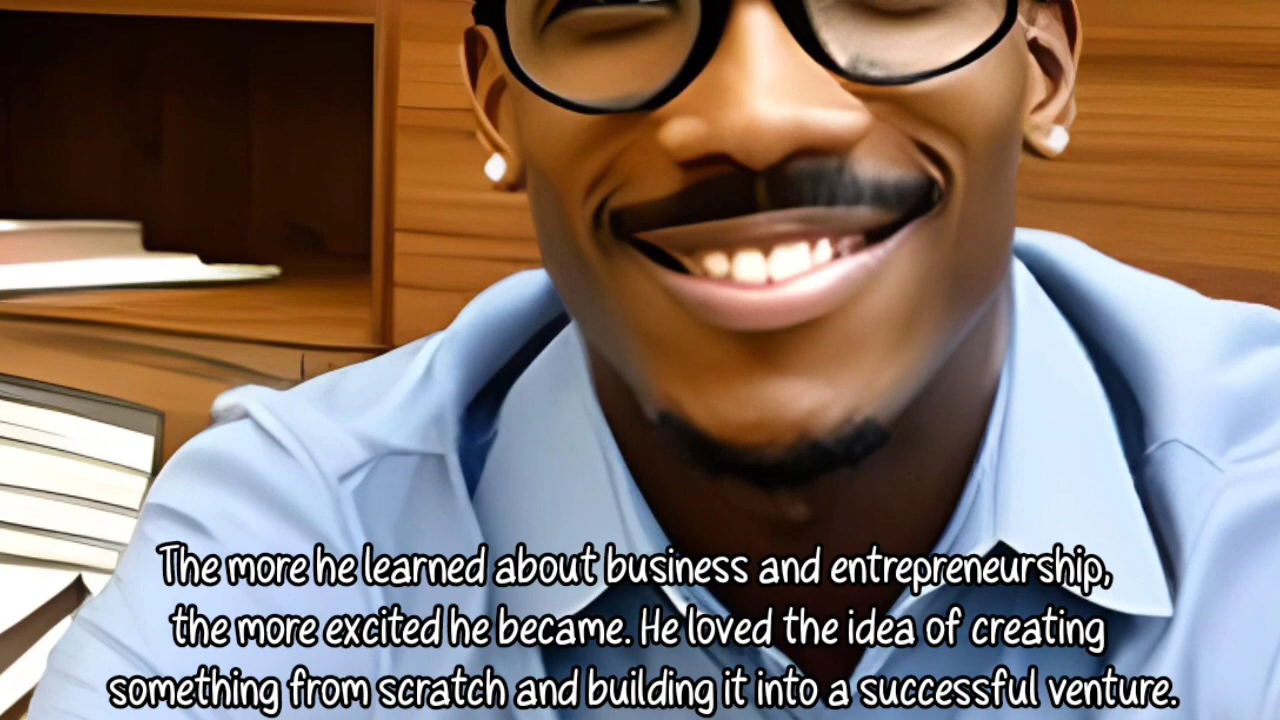 The more he learned about business and entrepreneurship,
the more excited he became. He loved the idea of creating
something from scratch and building it into a successful venture.